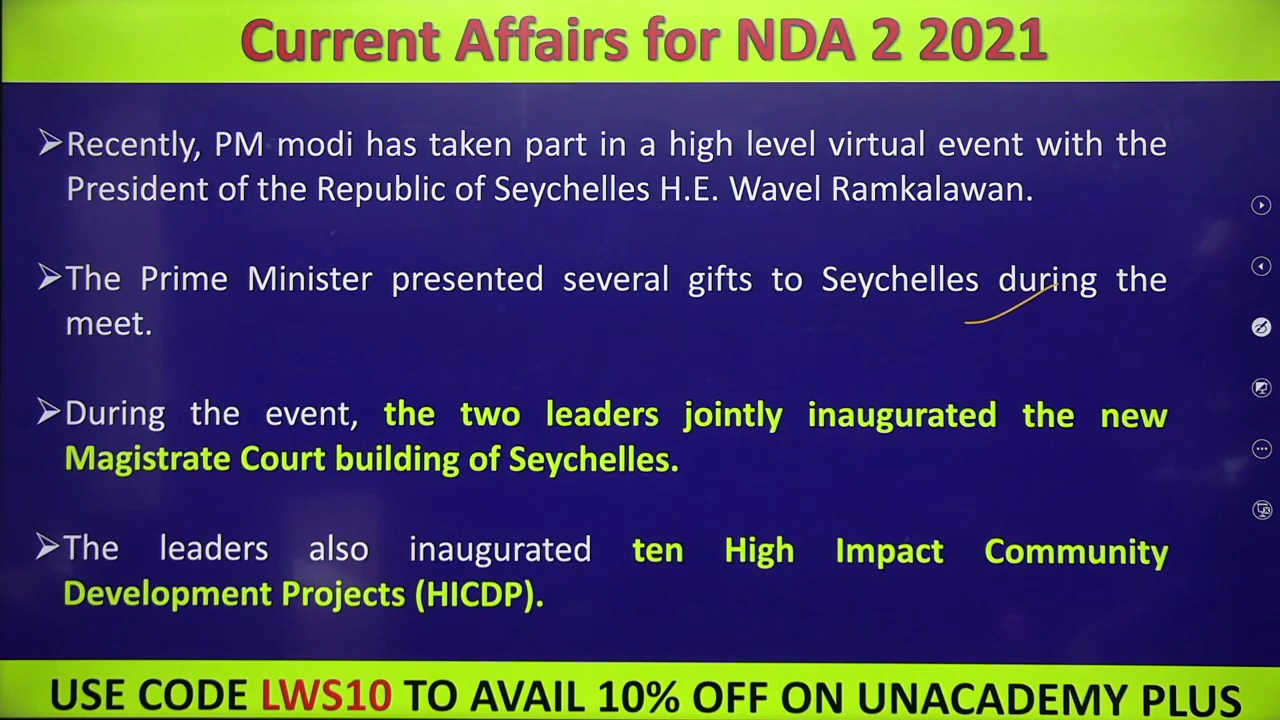 Current Affairs for NDA 2 2021
➢Recently, PM modi has taken part in a high level virtual event with the
President of the Republic of Seychelles H.E. Wavel Ramkalawan.
➢The Prime Minister presented several gifts to Seychelles during the
meet.
➢During the event, the two leaders jointly inaugurated the new
Magistrate Court building of Seychelles.
➢The leaders also inaugurated ten High Impact Community
Development Projects (HICDP).
USE CODE LWS10 TO AVAIL 10% OFF ON UNACADEMY PLUS